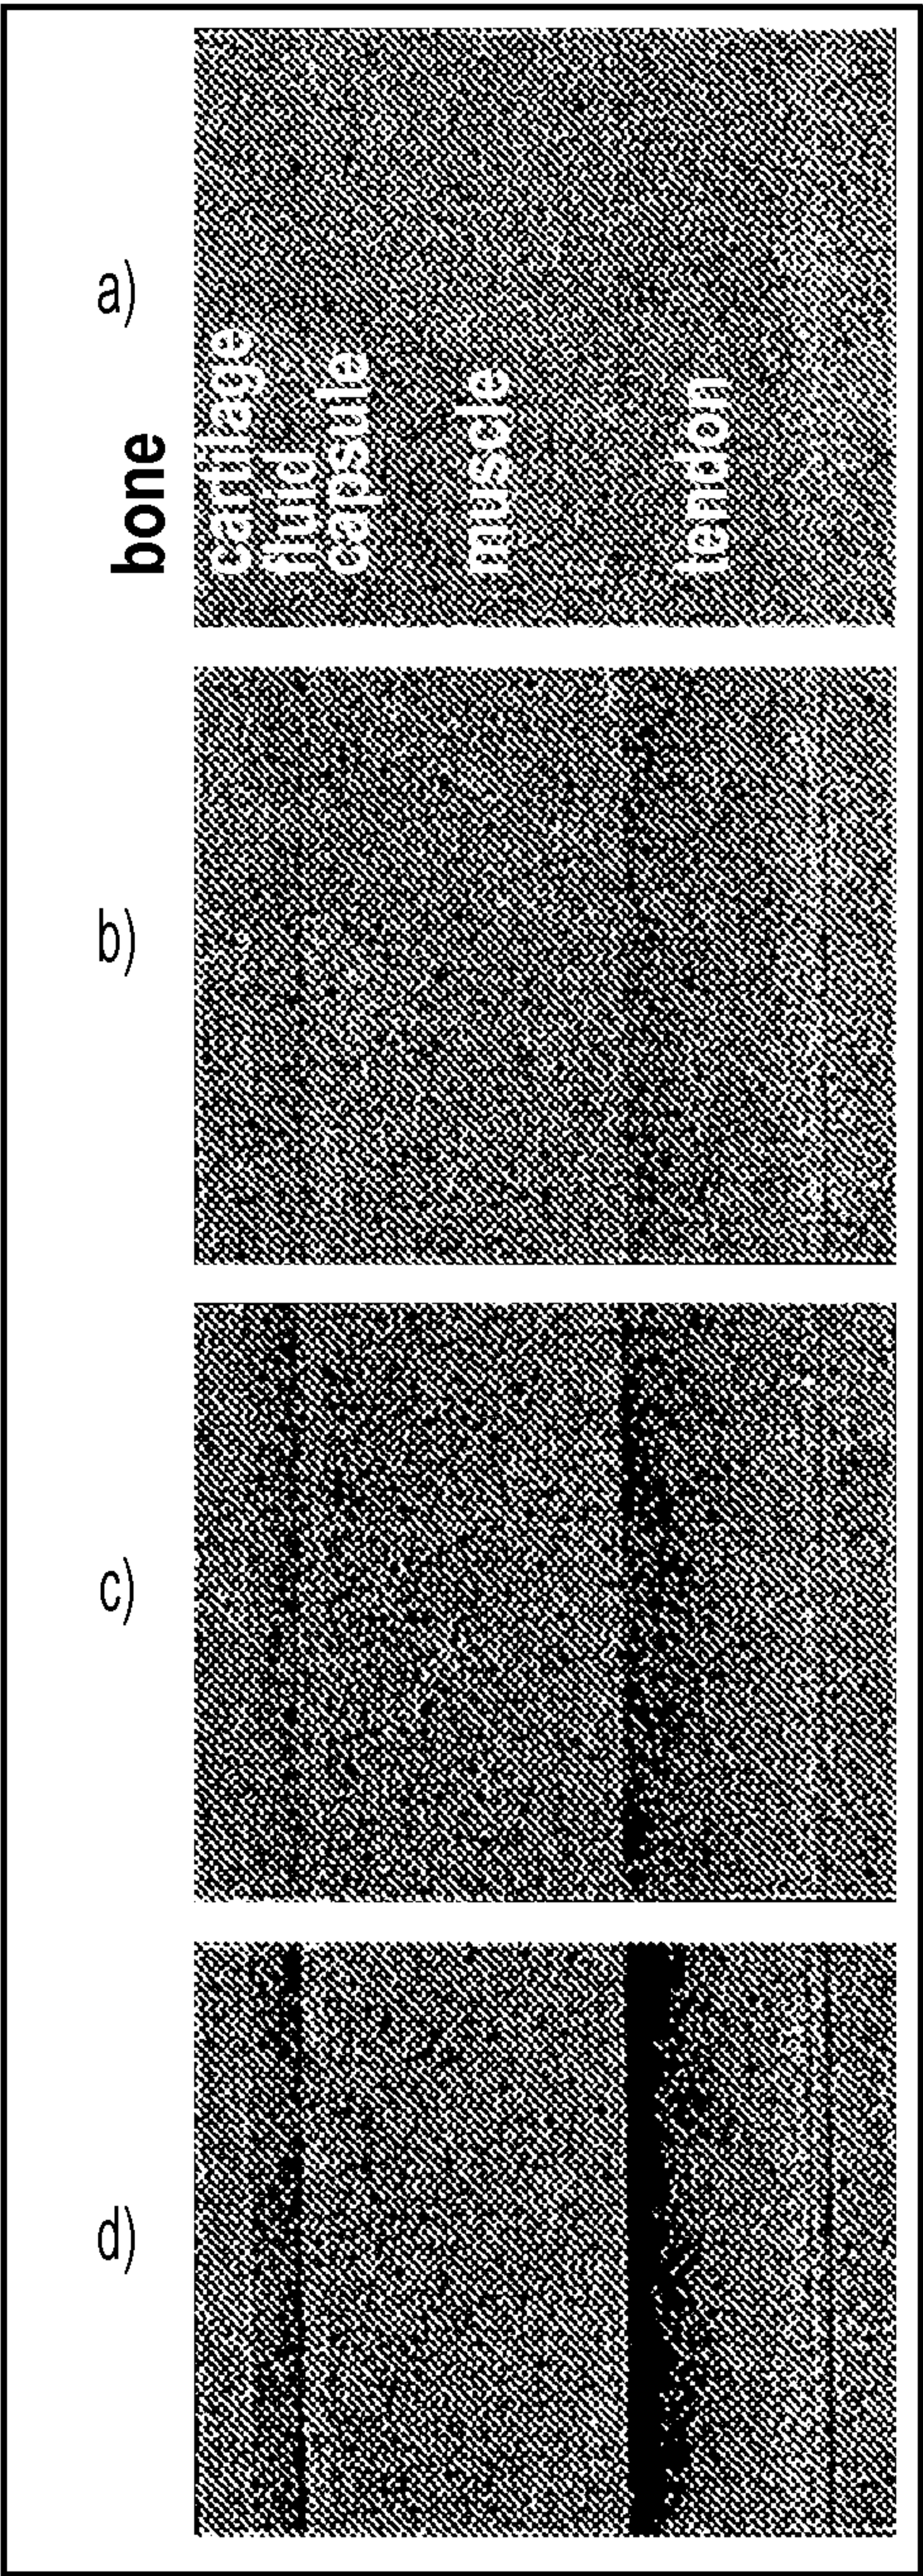 a)
bone
cartilage
fluid
capsule
muscle
tendon
b)
c)
d)